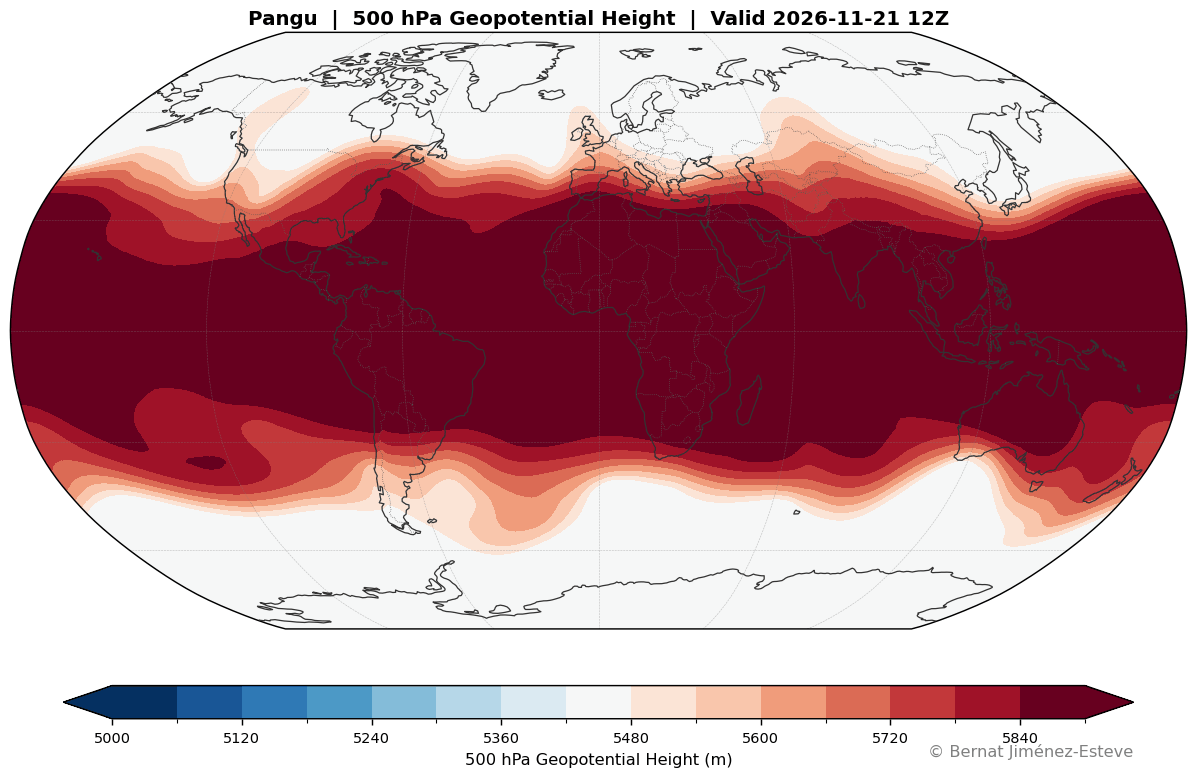 Pangu  |  500 hPa Geopotential Height  |  Valid 2026-11-21 12Z
5000 5120 5240 5360 5480 5600 5720 5840
500 hPa Geopotential Height (m)
© Bernat Jiménez-Esteve